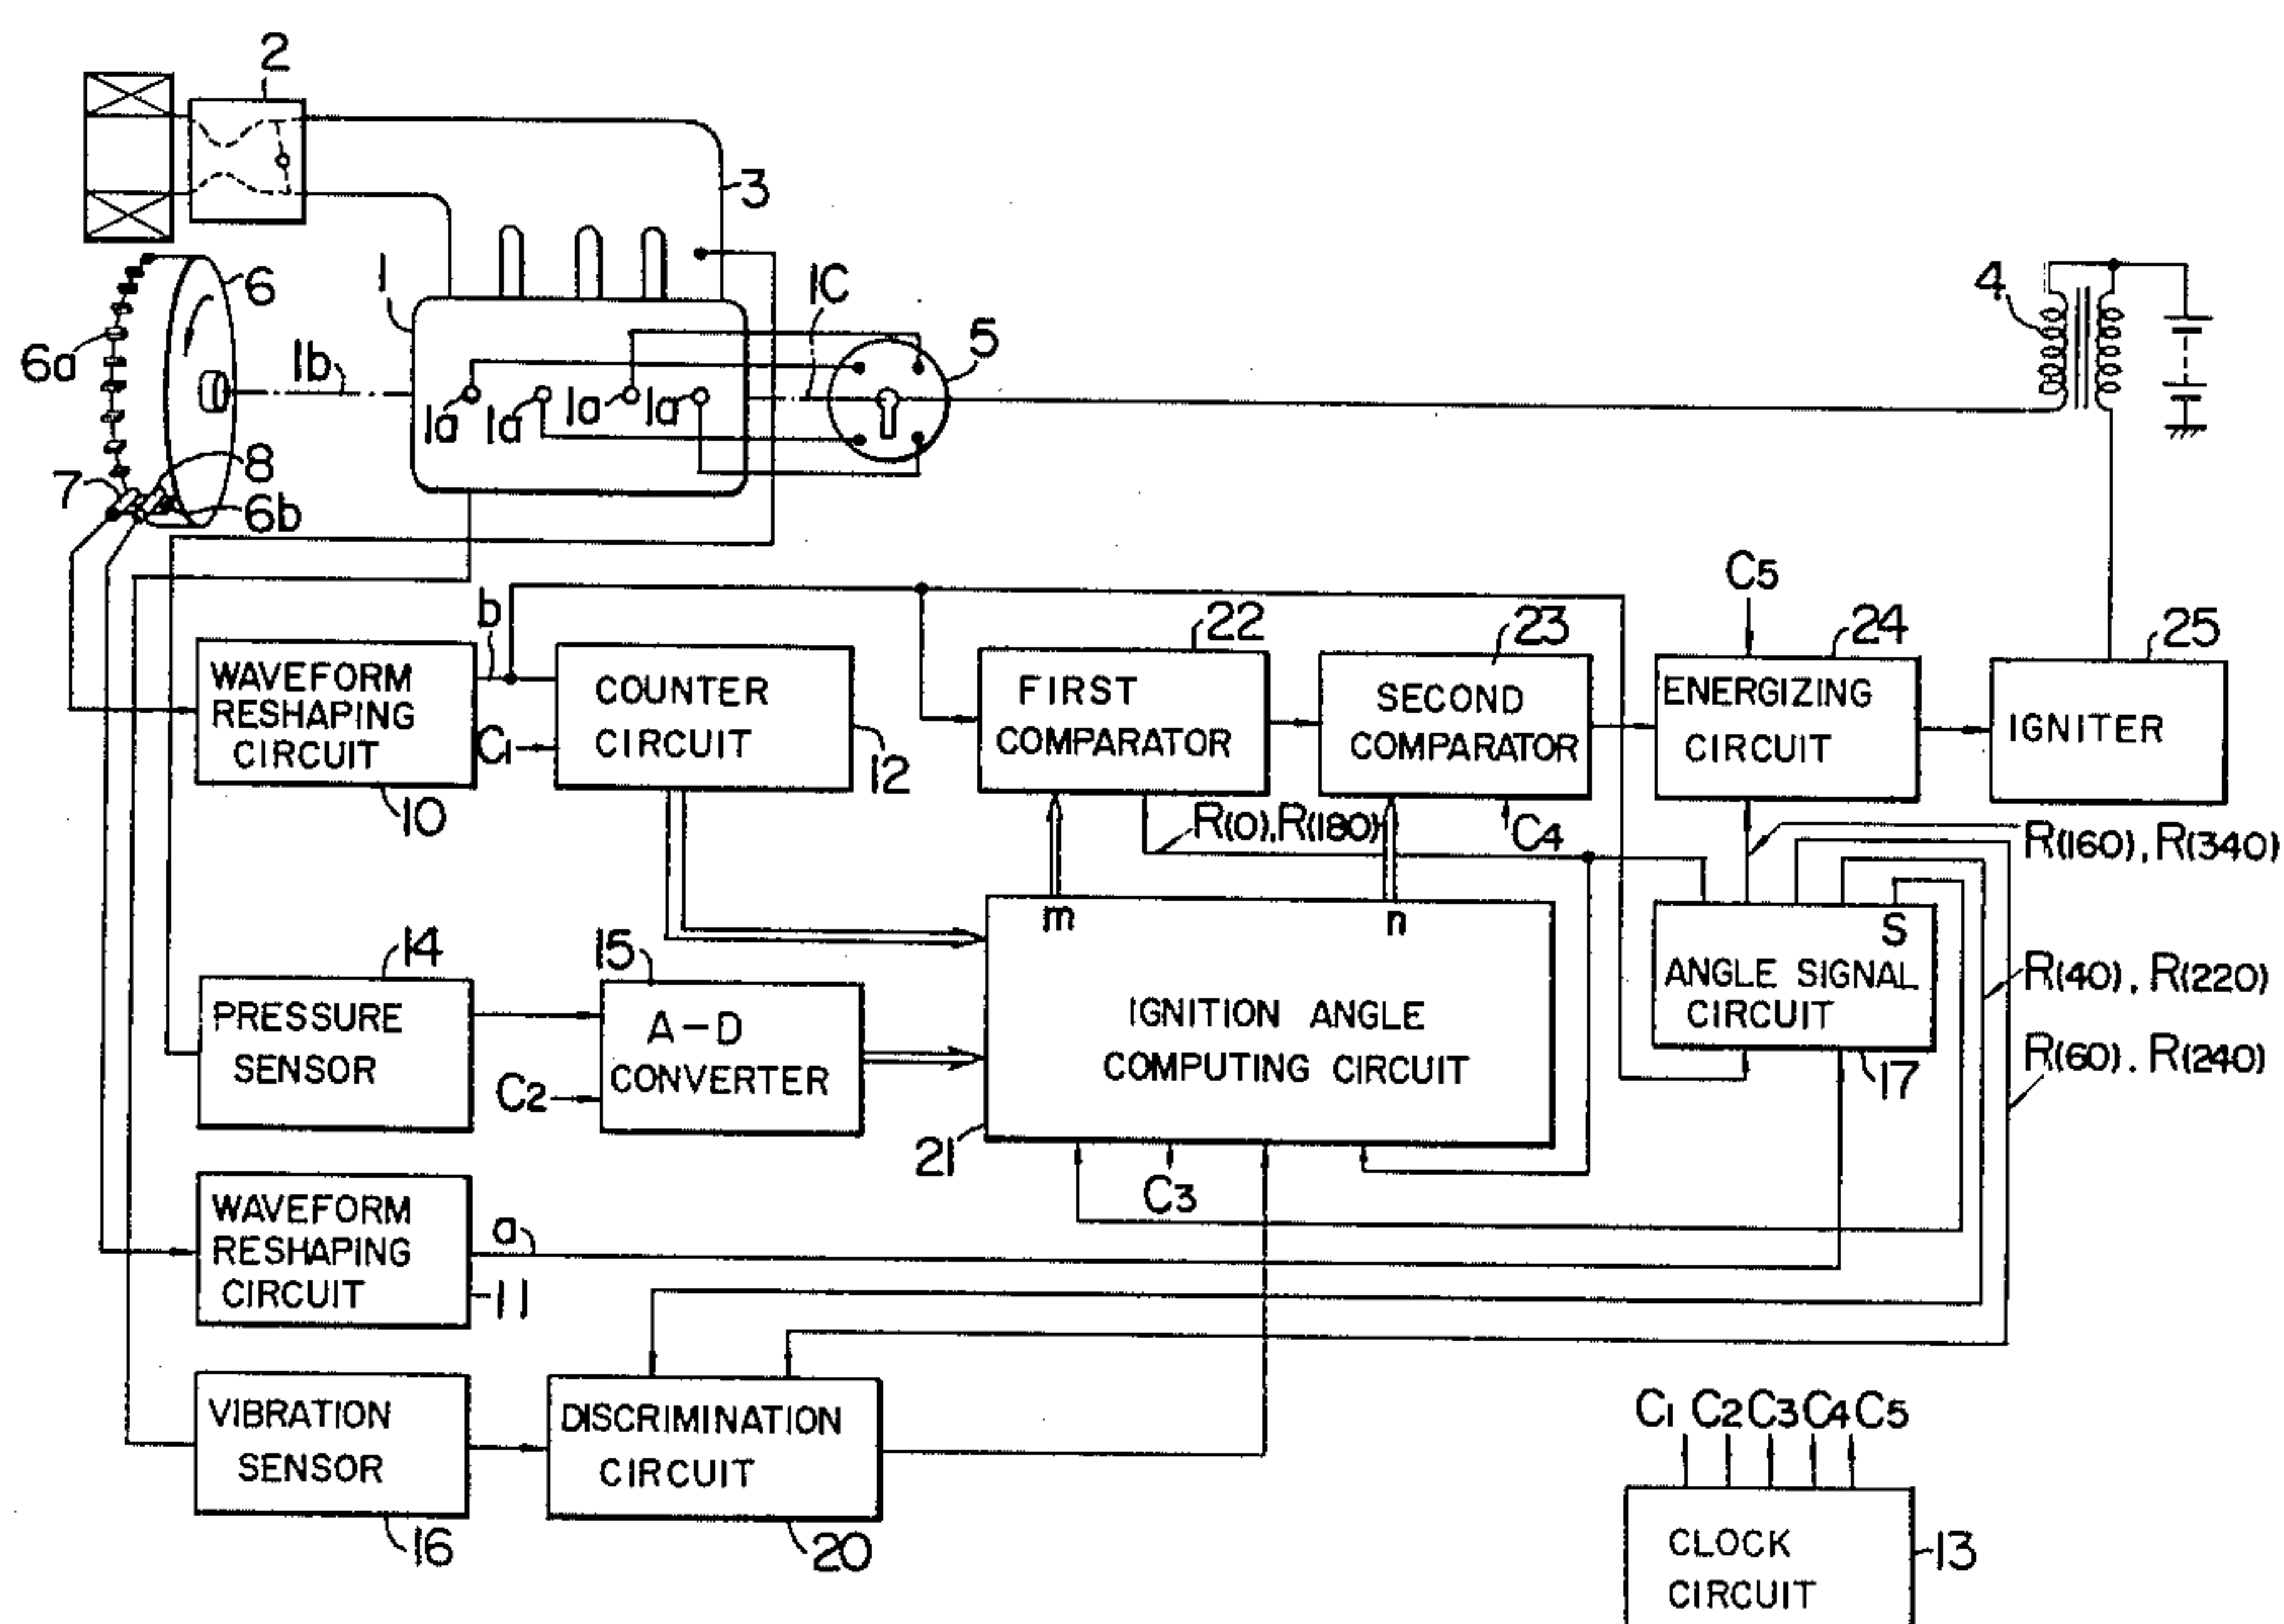 2
3
1
1C
5
4
6
6a
1b
1a
1a
1a
1a
7
8
6b
b
22
C5
23
24
25
WAVEFORM
RESHAPING
CIRCUIT
10
C1
COUNTER
CIRCUIT
12
FIRST
COMPARATOR
SECOND
COMPARATOR
ENERGIZING
CIRCUIT
IGNITER
R(0),R(180)
C4
R(160), R(340)
m
n
S
14
PRESSURE
SENSOR
15
A-D
CONVERTER
C2
IGNITION ANGLE
COMPUTING CIRCUIT
21
C3
ANGLE SIGNAL
CIRCUIT
17
R(40), R(220)
R(60). R(240)
WAVEFORM
RESHAPING
CIRCUIT
11
a
VIBRATION
SENSOR
16
DISCRIMINATION
CIRCUIT
20
C1 C2 C3 C4 C5
CLOCK
CIRCUIT
13